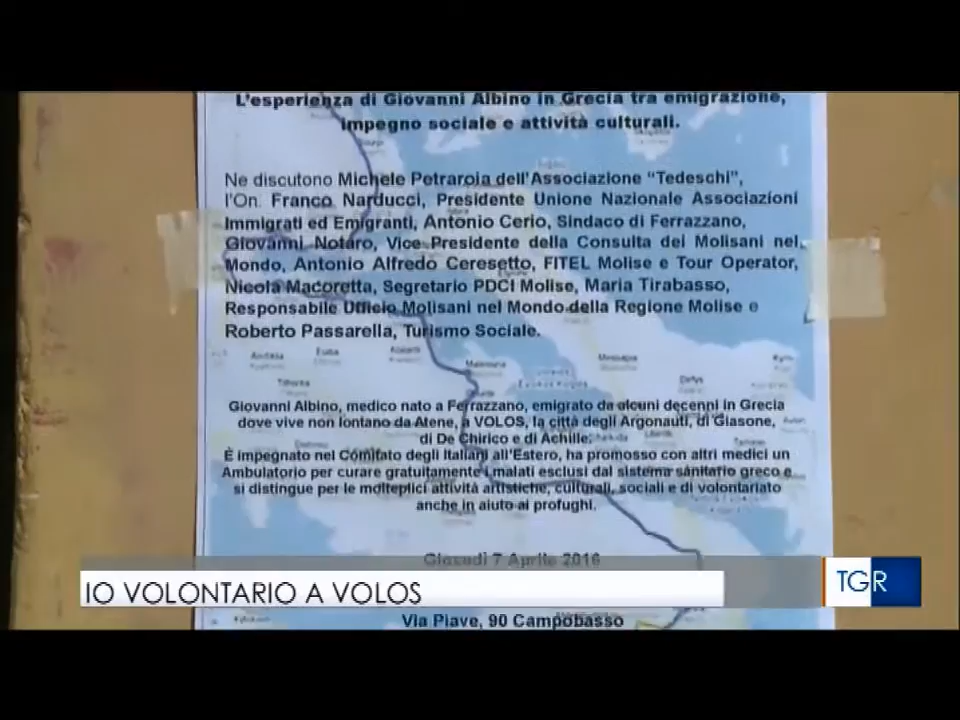 L'esperienza di Giovanni Albino in Grecia tra emigrazione,
impegno sociale e attività culturali.
Ne discutono Michele Petraroia dell'Associazione "Tedeschi",
l'On. Franco Narducci, Presidente Unione Nazionale Associazioni
Immigrati ed Emigranti, Antonio Cerio, Sindaco di Ferrazzano,
Giovanni Notaro, Vice Presidente della Consulta dei Molisani nel
Mondo, Antonio Alfredo Ceresetto, FITEL Molise e Tour Operator,
Nicola Macoretta, Segretario PDCI Molise, Maria Tirabasso,
Responsabile Ufficio Molisani nel Mondo della Regione Molise e
Roberto Passarella, Turismo Sociale.
Giovanni Albino, medico nato a Ferrazzano, emigrato da alcuni decenni in Grecia
dove vive non lontano da Atene, a VOLOS, la città degli Argonauti, di Giasone,
di De Chirico e di Achille.
È impegnato nel Comitato degli Italiani all'Estero, ha promosso con altri medici un
Ambulatorio per curare gratuitamente i malati esclusi dal sistema sanitario greco e
si distingue per le molteplici attività artistiche, culturali, sociali e di volontariato
anche in aiuto ai profughi.
Giovedì 7 Aprile 2016
IO VOLONTARIO A VOLOS
TGR
Via Piave, 90 Campobasso